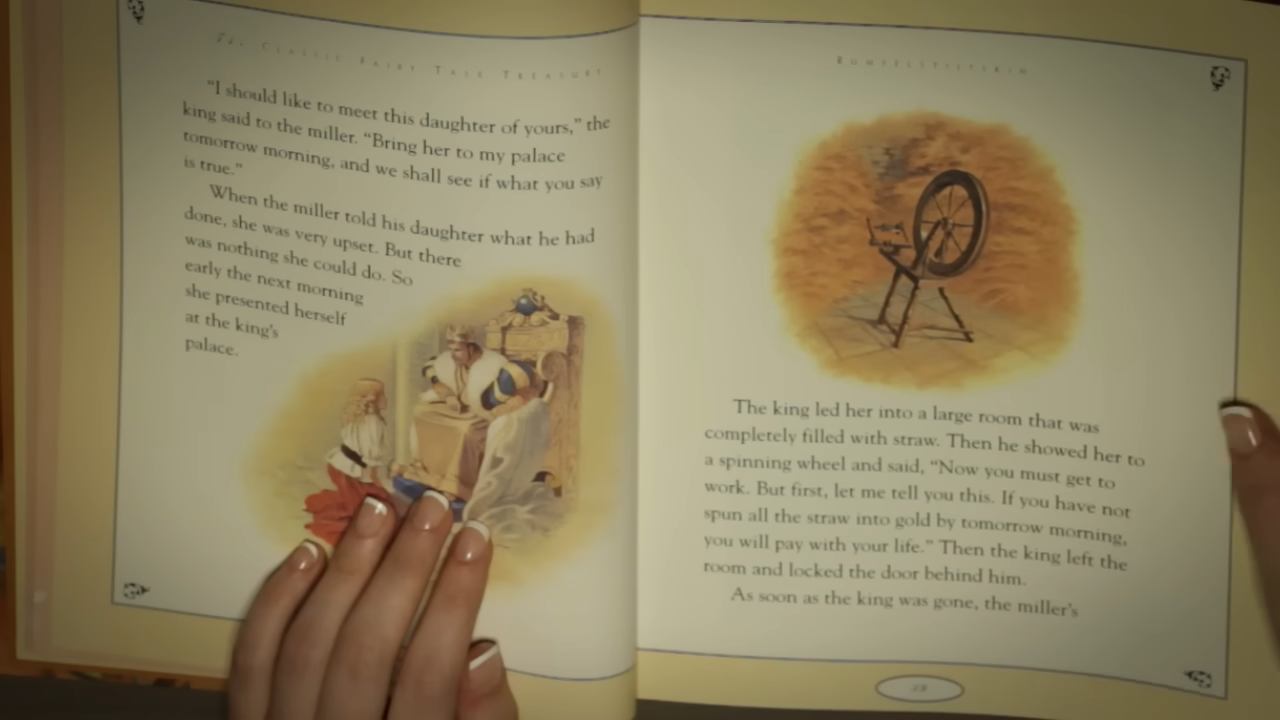 The Classic Fairy Tale Treasury
“I should like to meet this daughter of yours,” the
king said to the miller. “Bring her to my palace
tomorrow morning, and we shall see if what you say
is true.”
When the miller told his daughter what he had
done, she was very upset. But there
was nothing she could do. So
early the next morning
she presented herself
at the king's
palace.
Rumpelstiltskin
The king led her into a large room that was
completely filled with straw. Then he showed her to
a spinning wheel and said, “Now you must get to
work. But first, let me tell you this. If you have not
spun all the straw into gold by tomorrow morning,
you will pay with your life.” Then the king left the
room and locked the door behind him.
As soon as the king was gone, the miller's